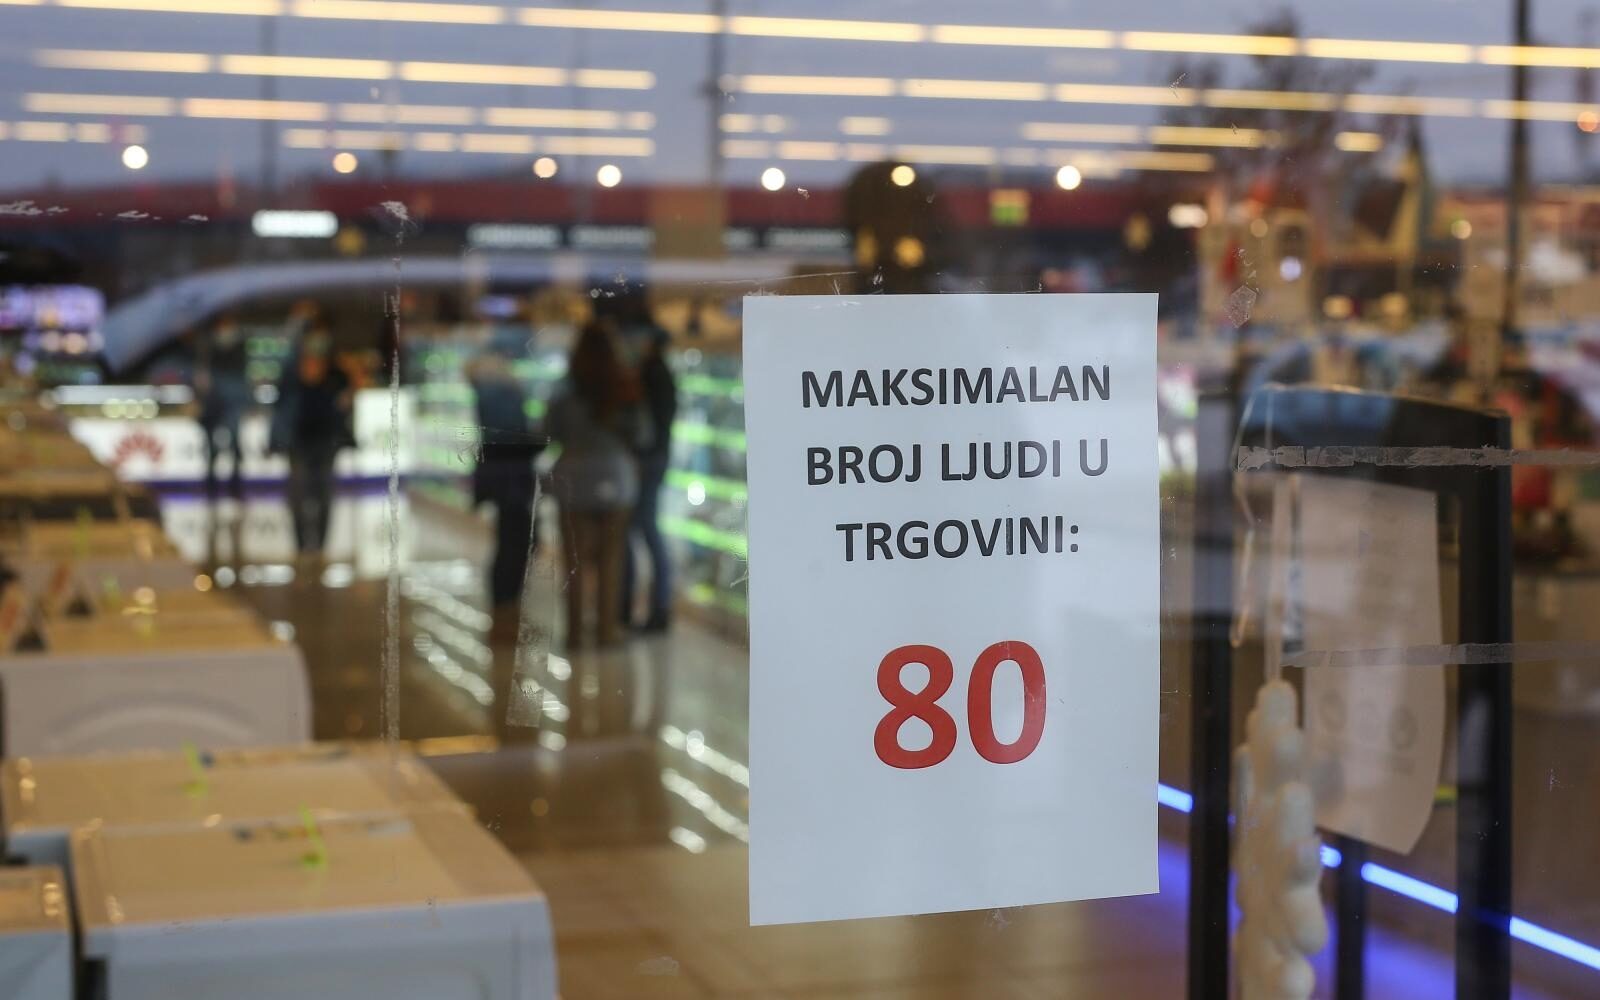 MAKSIMALAN
BROJ LJUDI U
TRGOVINI:
80